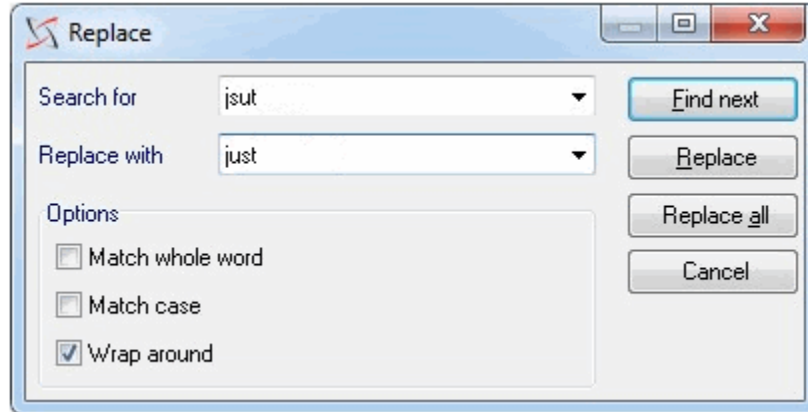 Replace
Search for jsut Find next
Replace with just Replace
Options Replace all
Match whole word Cancel
Match case
Wrap around